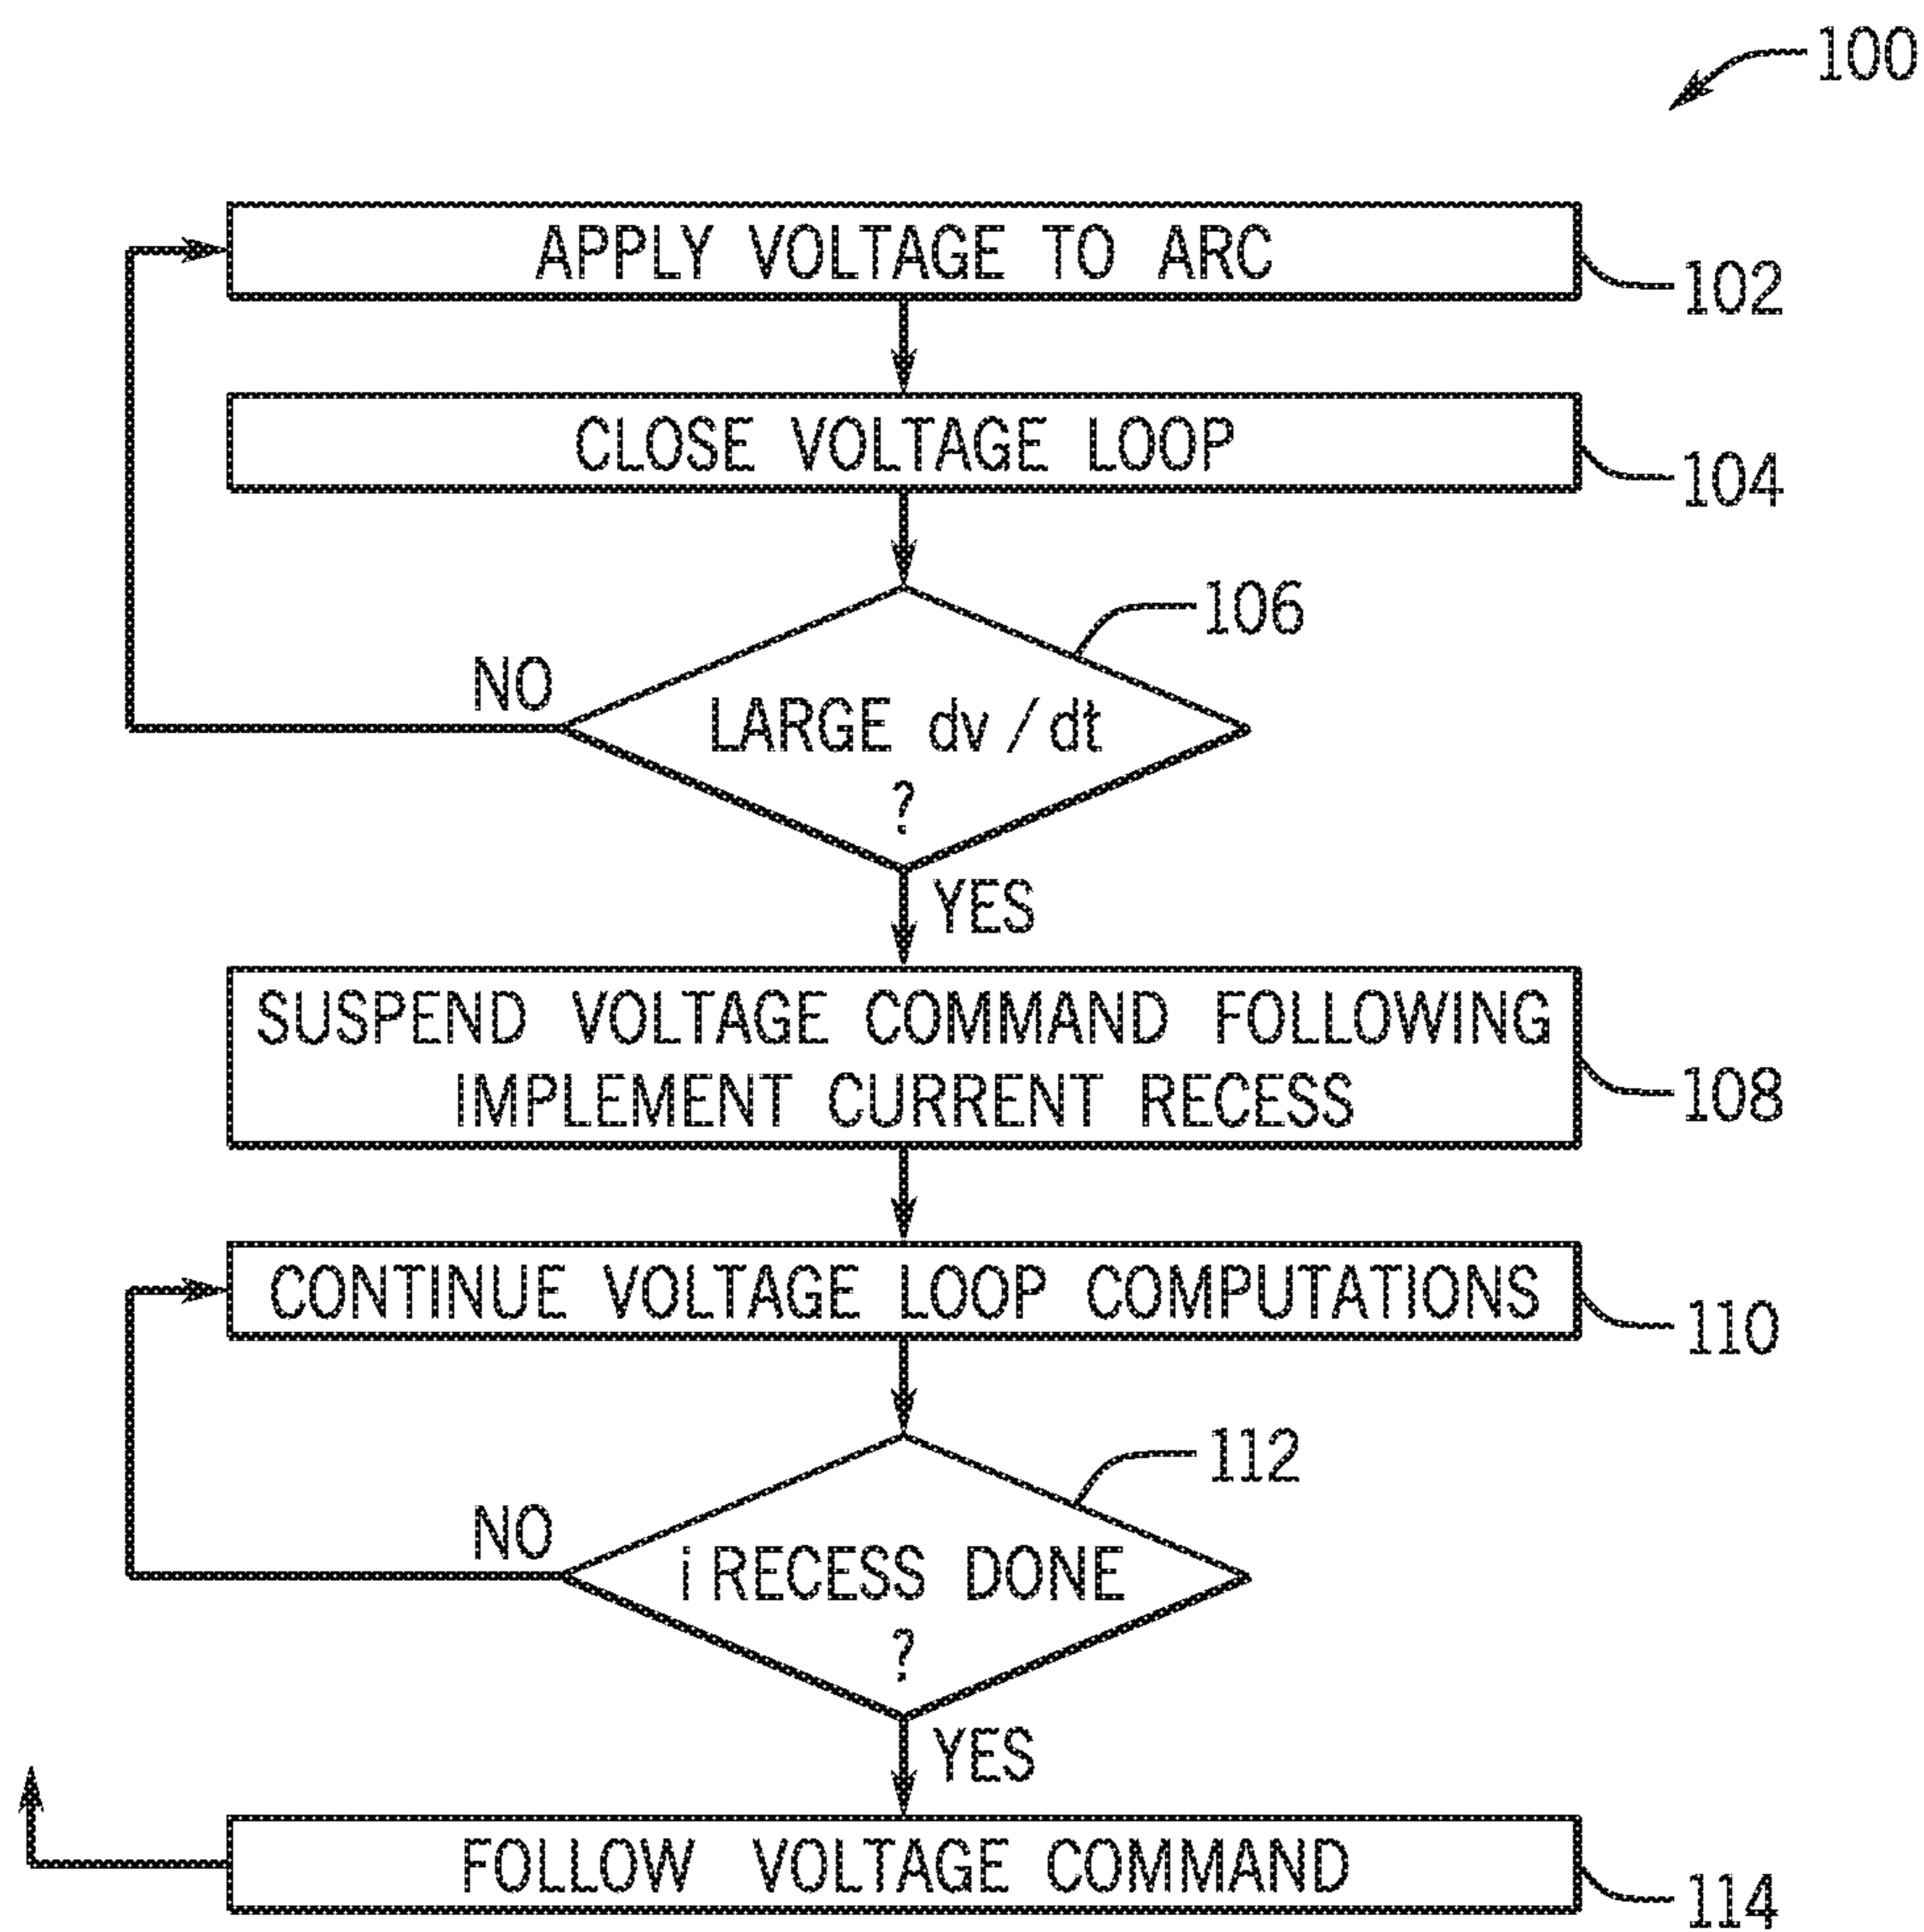 100
APPLY VOLTAGE TO ARC
102
CLOSE VOLTAGE LOOP
104
106
NO
LARGE dv/dt
?
YES
SUSPEND VOLTAGE COMMAND FOLLOWING
IMPLEMENT CURRENT RECESS
108
CONTINUE VOLTAGE LOOP COMPUTATIONS
110
112
NO
i RECESS DONE
?
YES
FOLLOW VOLTAGE COMMAND
114